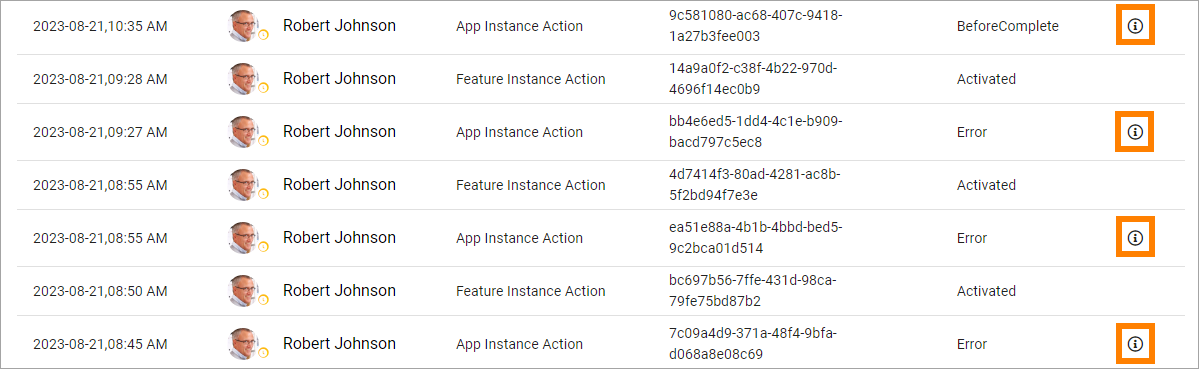 2023-08-21,10:35 AM Robert Johnson App Instance Action 9c581080-ac68-407c-9418-1a27b3fee003 BeforeComplete
2023-08-21,09:28 AM Robert Johnson Feature Instance Action 14a9a0f2-c38f-4b22-970d-4696f14ec0b9 Activated
2023-08-21,09:27 AM Robert Johnson App Instance Action bb4e6ed5-1dd4-4c1e-b909-bacd797c5ec8 Error
2023-08-21,08:55 AM Robert Johnson Feature Instance Action 4d7414f3-80ad-4281-ac8b-5f2bd94f7e3e Activated
2023-08-21,08:55 AM Robert Johnson App Instance Action ea51e88a-4b1b-4bbd-bed5-9c2bca01d514 Error
2023-08-21,08:50 AM Robert Johnson Feature Instance Action bc697b56-7ffe-431d-98ca-79fe75bd87b2 Activated
2023-08-21,08:45 AM Robert Johnson App Instance Action 7c09a4d9-371a-48f4-9bfa-d068a8e08c69 Error